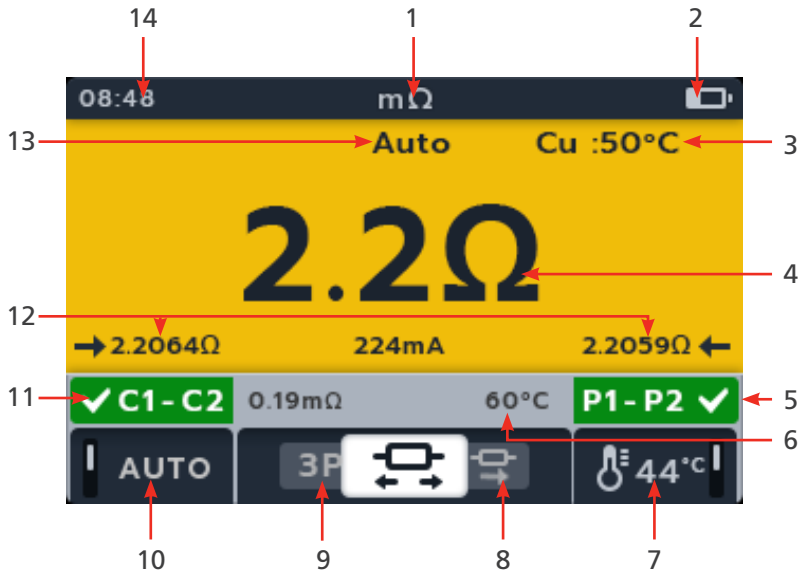 14 1 2
08:48 mΩ
13 Auto Cu :50°C 3
2.2Ω 4
12
2.2064Ω 224mA 2.2059Ω
11 C1-C2 0.19mΩ 60°C P1-P2 5
6
AUTO 3P 44°C
10 9 8 7